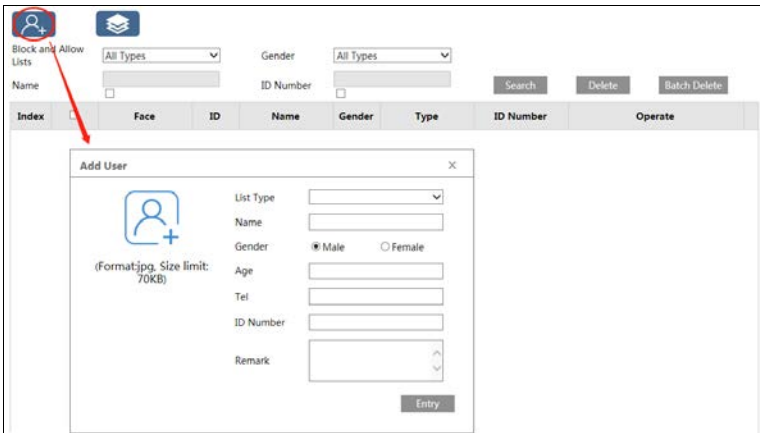 Block and Allow
Lists
All Types
Gender
All Types
Name
ID Number
Search
Delete
Batch Delete
Index Face ID Name Gender Type ID Number Operate
Add User X
List Type
Name
Gender Male Female
(Format:jpg, Size limit:
70KB)
Age
Tel
ID Number
Remark
Entry